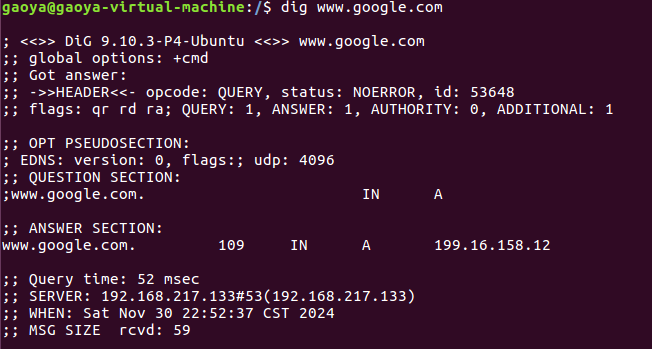 gaoya@gaoya-virtual-machine:/$ dig www.google.com
; <<>> DiG 9.10.3-P4-Ubuntu <<>> www.google.com
;; global options: +cmd
;; Got answer:
;; ->>HEADER<<- opcode: QUERY, status: NOERROR, id: 53648
;; flags: qr rd ra; QUERY: 1, ANSWER: 1, AUTHORITY: 0, ADDITIONAL: 1
;; OPT PSEUDOSECTION:
; EDNS: version: 0, flags:; udp: 4096
;; QUESTION SECTION:
;www.google.com. IN A
;; ANSWER SECTION:
www.google.com. 109 IN A 199.16.158.12
;; Query time: 52 msec
;; SERVER: 192.168.217.133#53(192.168.217.133)
;; WHEN: Sat Nov 30 22:52:37 CST 2024
;; MSG SIZE rcvd: 59